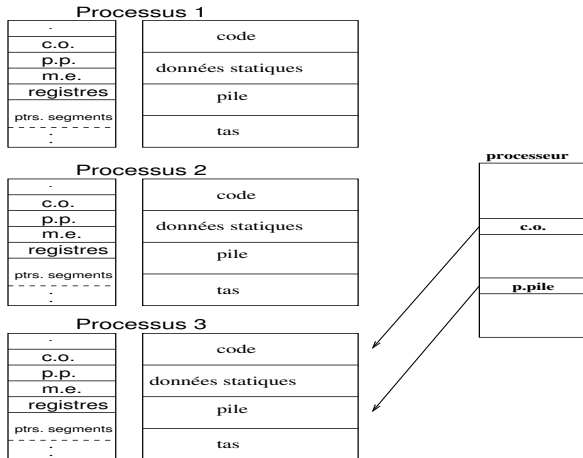 Processus 1
.
c.o.
p.p.
m.e.
registres
ptrs. segments
:
code
données statiques
pile
tas
Processus 2
.
c.o.
p.p.
m.e.
registres
ptrs. segments
:
code
données statiques
pile
tas
Processus 3
.
c.o.
p.p.
m.e.
registres
ptrs. segments
:
code
données statiques
pile
tas
processeur
c.o.
p.pile